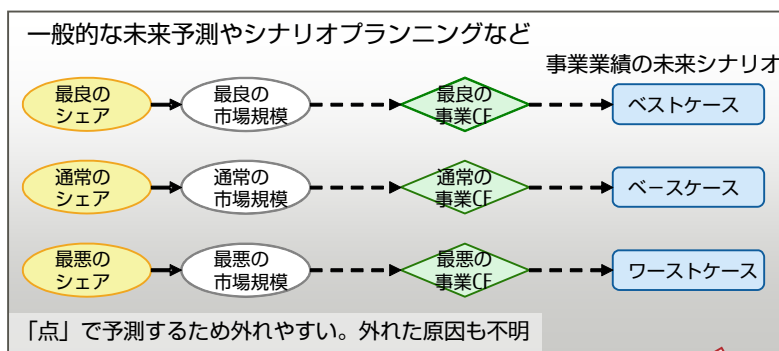 一般的な未来予測やシナリオプランニングなど
事業業績の未来シナリオ
最良の
シェア
最良の
市場規模
最良の
事業CF
ベストケース
通常の
シェア
通常の
市場規模
通常の
事業CF
ベースケース
最悪の
シェア
最悪の
市場規模
最悪の
事業CF
ワーストケース
「点」で予測するため外れやすい。外れた原因も不明